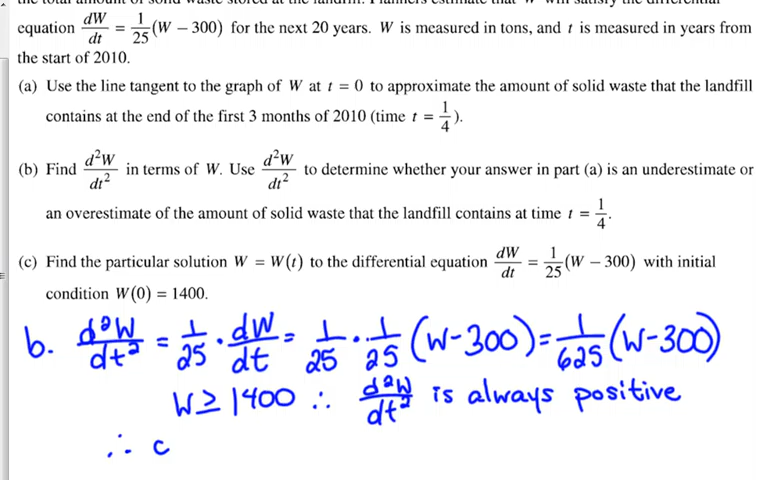 equation dW/dt = 1/25 (W − 300) for the next 20 years. W is measured in tons, and t is measured in years from
the start of 2010.
(a) Use the line tangent to the graph of W at t = 0 to approximate the amount of solid waste that the landfill
contains at the end of the first 3 months of 2010 (time t = 1/4).
(b) Find d²W/dt² in terms of W. Use d²W/dt² to determine whether your answer in part (a) is an underestimate or
an overestimate of the amount of solid waste that the landfill contains at time t = 1/4.
(c) Find the particular solution W = W(t) to the differential equation dW/dt = 1/25 (W − 300) with initial
condition W(0) = 1400.
b. d²W/dt² = 1/25 · dW/dt = 1/25 · 1/25 (W-300) = 1/625 (W-300)
W ≥ 1400 ∴ d²W/dt² is always positive
∴ c